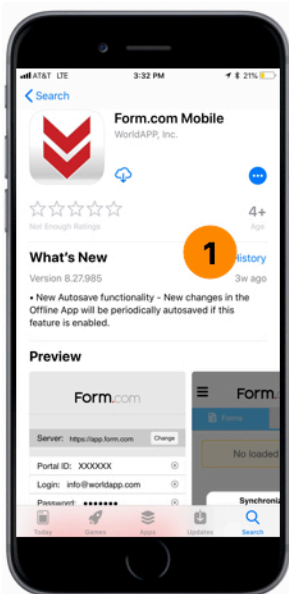 AT&T LTE 3:32 PM 21%
Search
Form.com Mobile
WorldAPP, Inc.
Not Enough Ratings
4+
Age
What's New
1
History
Version 8.27.985
3w ago
• New Autosave functionality - New changes in the
Offline App will be periodically autosaved if this
feature is enabled.
Preview
Form.com
Server: https://app.form.com Change
Portal ID: XXXXXX
Login: info@worldapp.com
Password:
Form.
Forms
No loaded
Synchroniz
Today Games Apps Updates Search